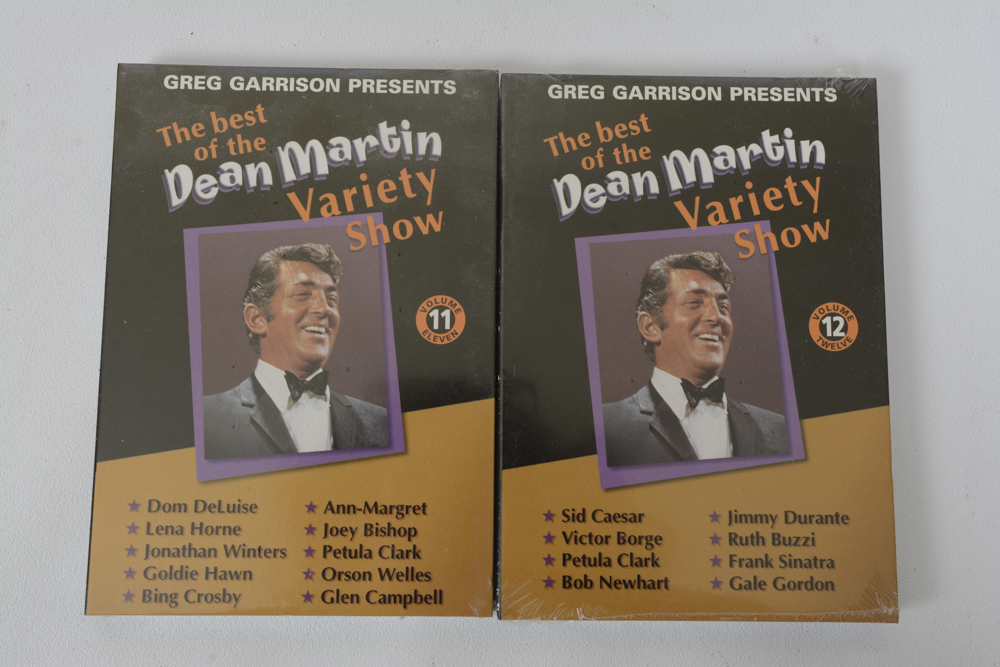 GREG GARRISON PRESENTS
The best
of the
Dean Martin
Variety
Show
VOLUME
11
ELEVEN
★ Dom DeLuise
★ Lena Horne
★ Jonathan Winters
★ Goldie Hawn
★ Bing Crosby
★ Ann-Margret
★ Joey Bishop
★ Petula Clark
★ Orson Welles
★ Glen Campbell
GREG GARRISON PRESENTS
The best
of the
Dean Martin
Variety
Show
VOLUME
12
TWELVE
★ Sid Caesar
★ Victor Borge
★ Petula Clark
★ Bob Newhart
★ Jimmy Durante
★ Ruth Buzzi
★ Frank Sinatra
★ Gale Gordon